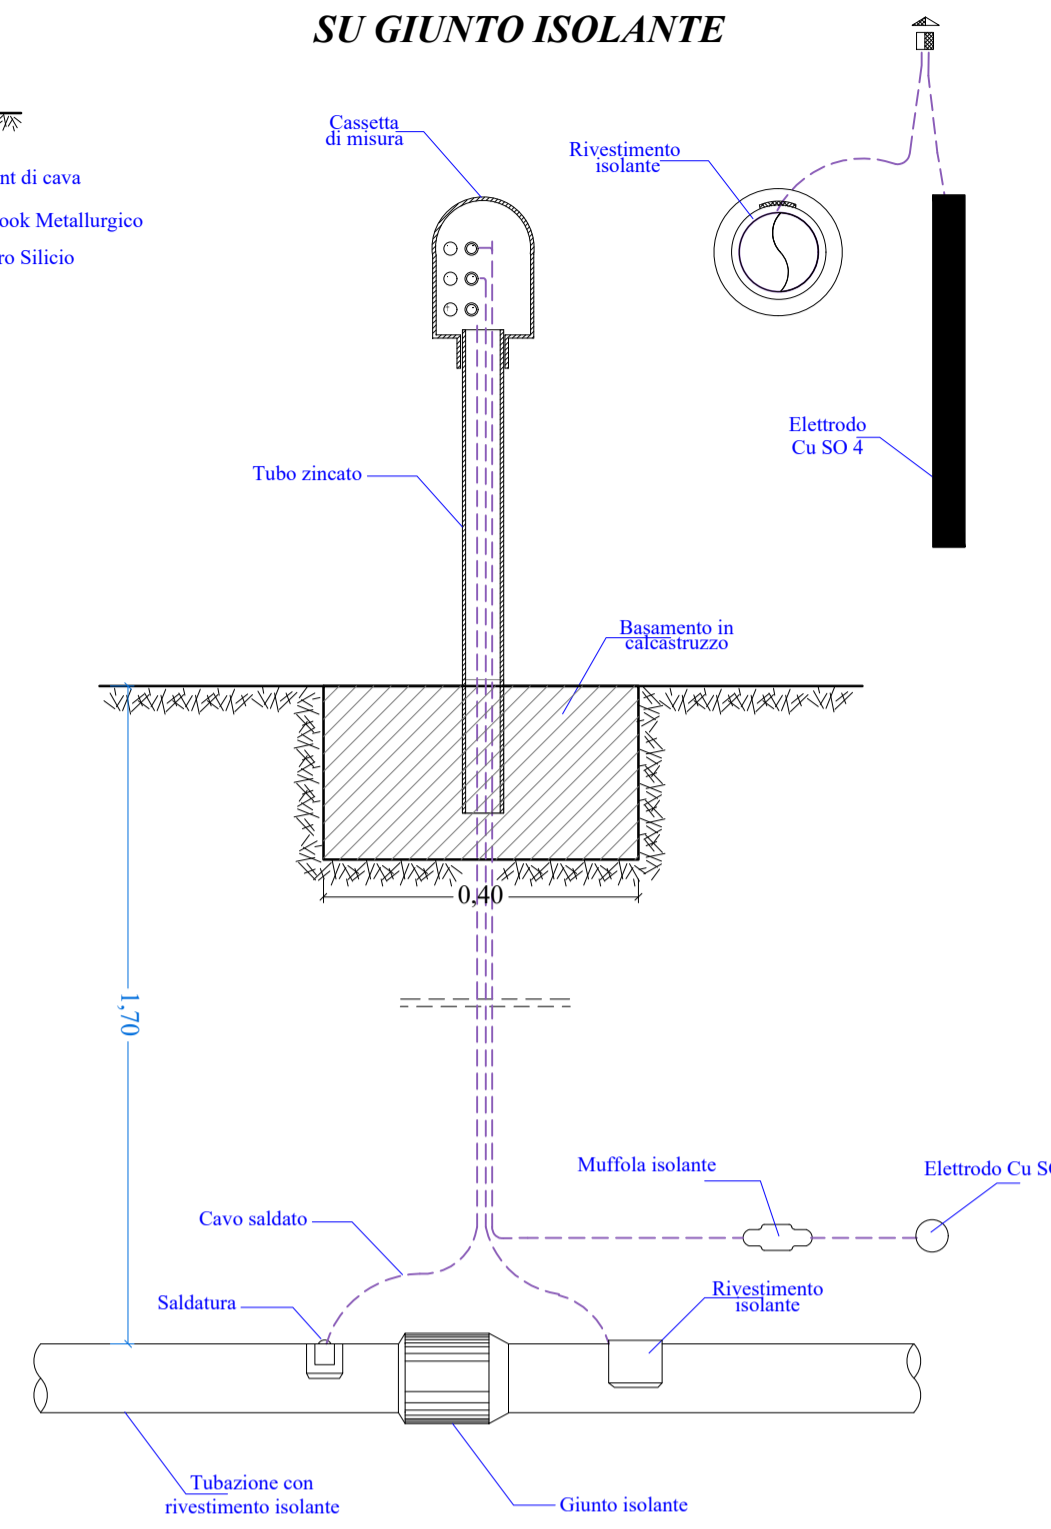 SU GIUNTO ISOLANTE
Cassetta
di misura
Rivestimento
isolante
nt di cava
ook Metallurgico
ro Silicio
Elettrodo
Cu SO 4
Tubo zincato
Basamento in
calcastruzzo
0,40
1,70
Muffola isolante
Elettrodo Cu SO
Cavo saldato
Rivestimento
isolante
Saldatura
Tubazione con
rivestimento isolante
Giunto isolante